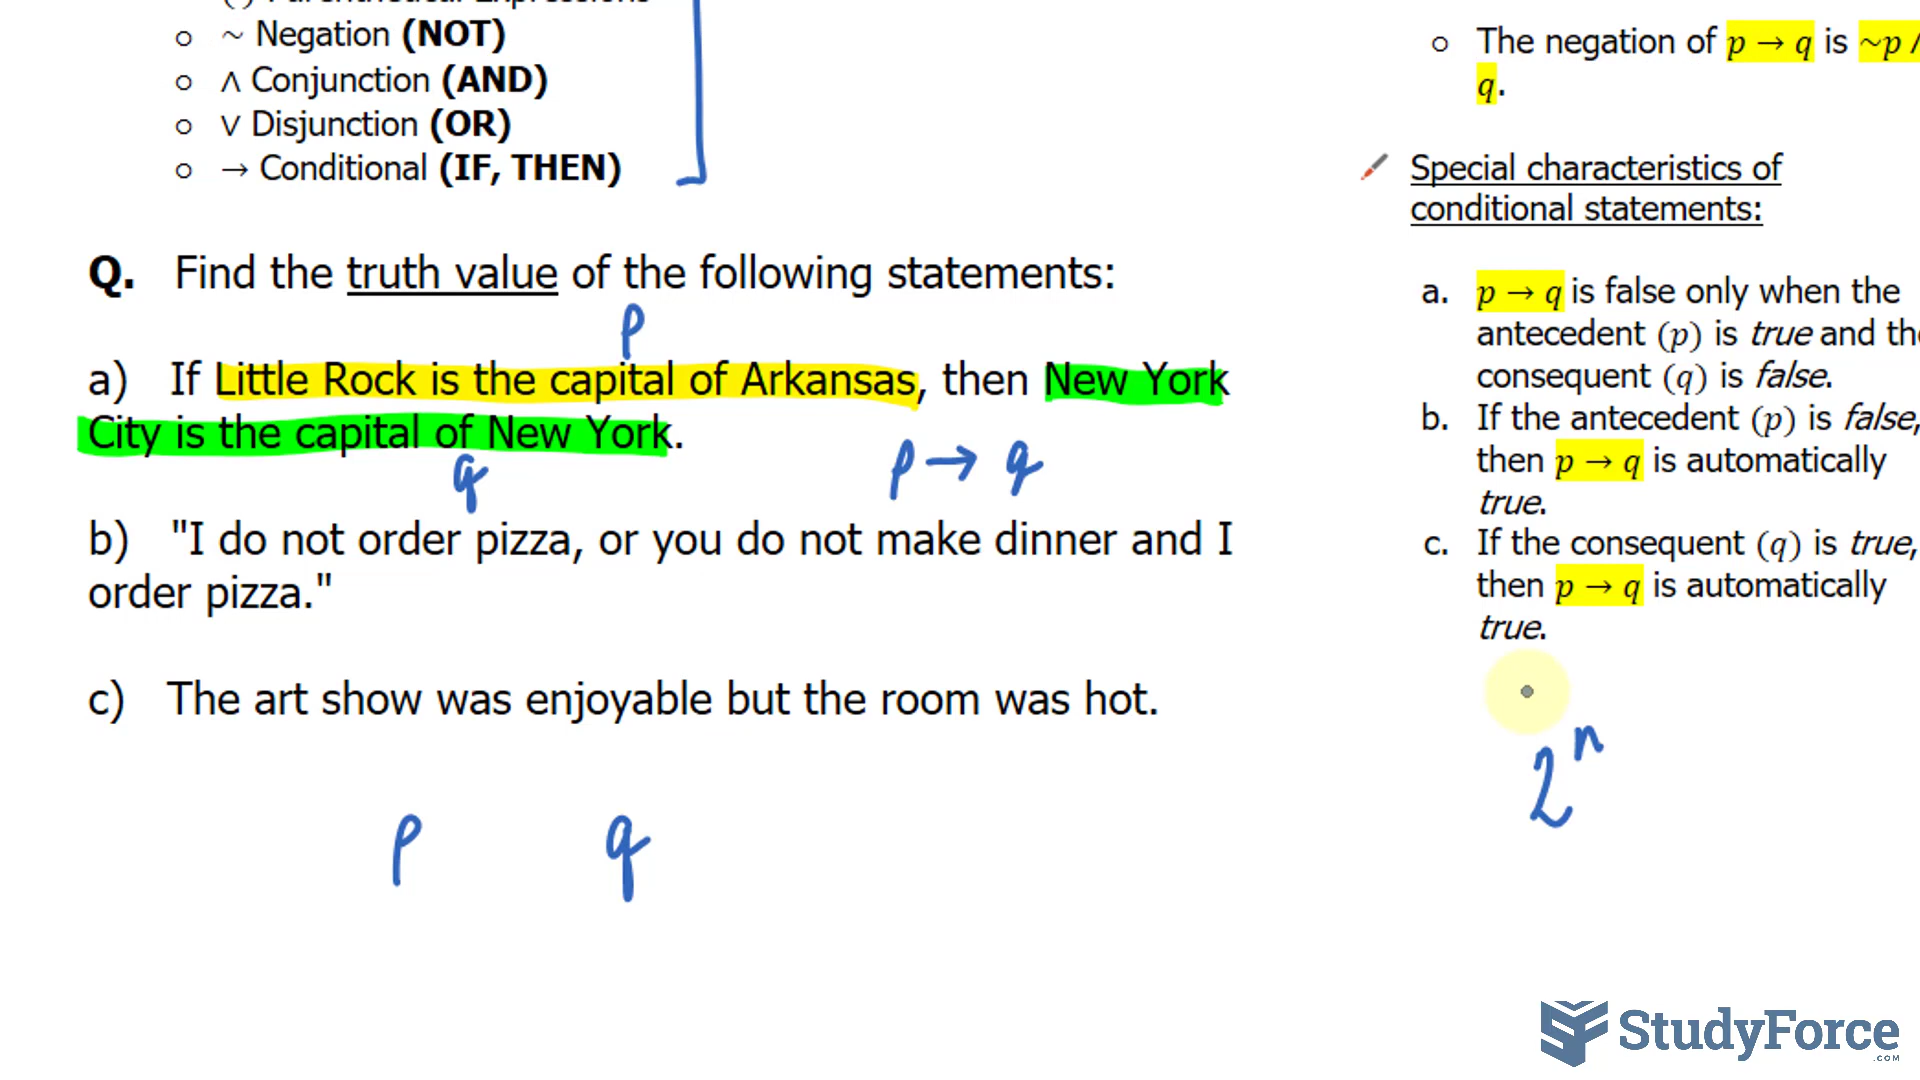 ○ ~ Negation (NOT)
○ ∧ Conjunction (AND)
○ ∨ Disjunction (OR)
○ → Conditional (IF, THEN)
Q. Find the truth value of the following statements:
p
a) If Little Rock is the capital of Arkansas, then New York
City is the capital of New York.
q
p → q
b) "I do not order pizza, or you do not make dinner and I
order pizza."
c) The art show was enjoyable but the room was hot.
p q
○ The negation of p → q is ~p
q.
Special characteristics of
conditional statements:
a. p → q is false only when the
antecedent (p) is true and the
consequent (q) is false.
b. If the antecedent (p) is false,
then p → q is automatically
true.
c. If the consequent (q) is true,
then p → q is automatically
true.
2ⁿ
StudyForce
.COM